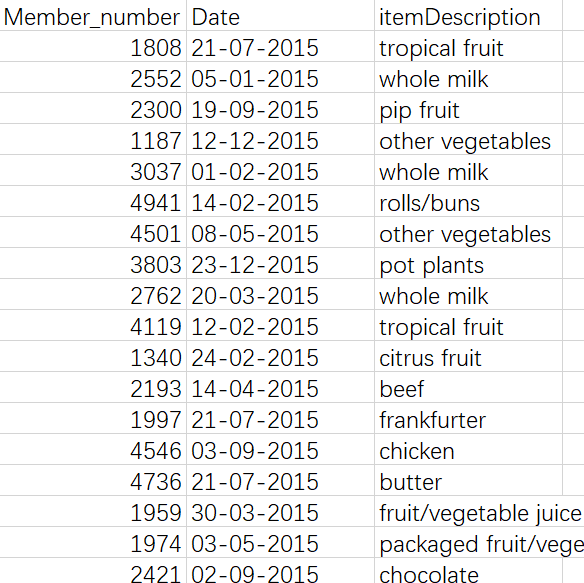 Member_number Date itemDescription
1808 21-07-2015 tropical fruit
2552 05-01-2015 whole milk
2300 19-09-2015 pip fruit
1187 12-12-2015 other vegetables
3037 01-02-2015 whole milk
4941 14-02-2015 rolls/buns
4501 08-05-2015 other vegetables
3803 23-12-2015 pot plants
2762 20-03-2015 whole milk
4119 12-02-2015 tropical fruit
1340 24-02-2015 citrus fruit
2193 14-04-2015 beef
1997 21-07-2015 frankfurter
4546 03-09-2015 chicken
4736 21-07-2015 butter
1959 30-03-2015 fruit/vegetable juice
1974 03-05-2015 packaged fruit/vege
2421 02-09-2015 chocolate